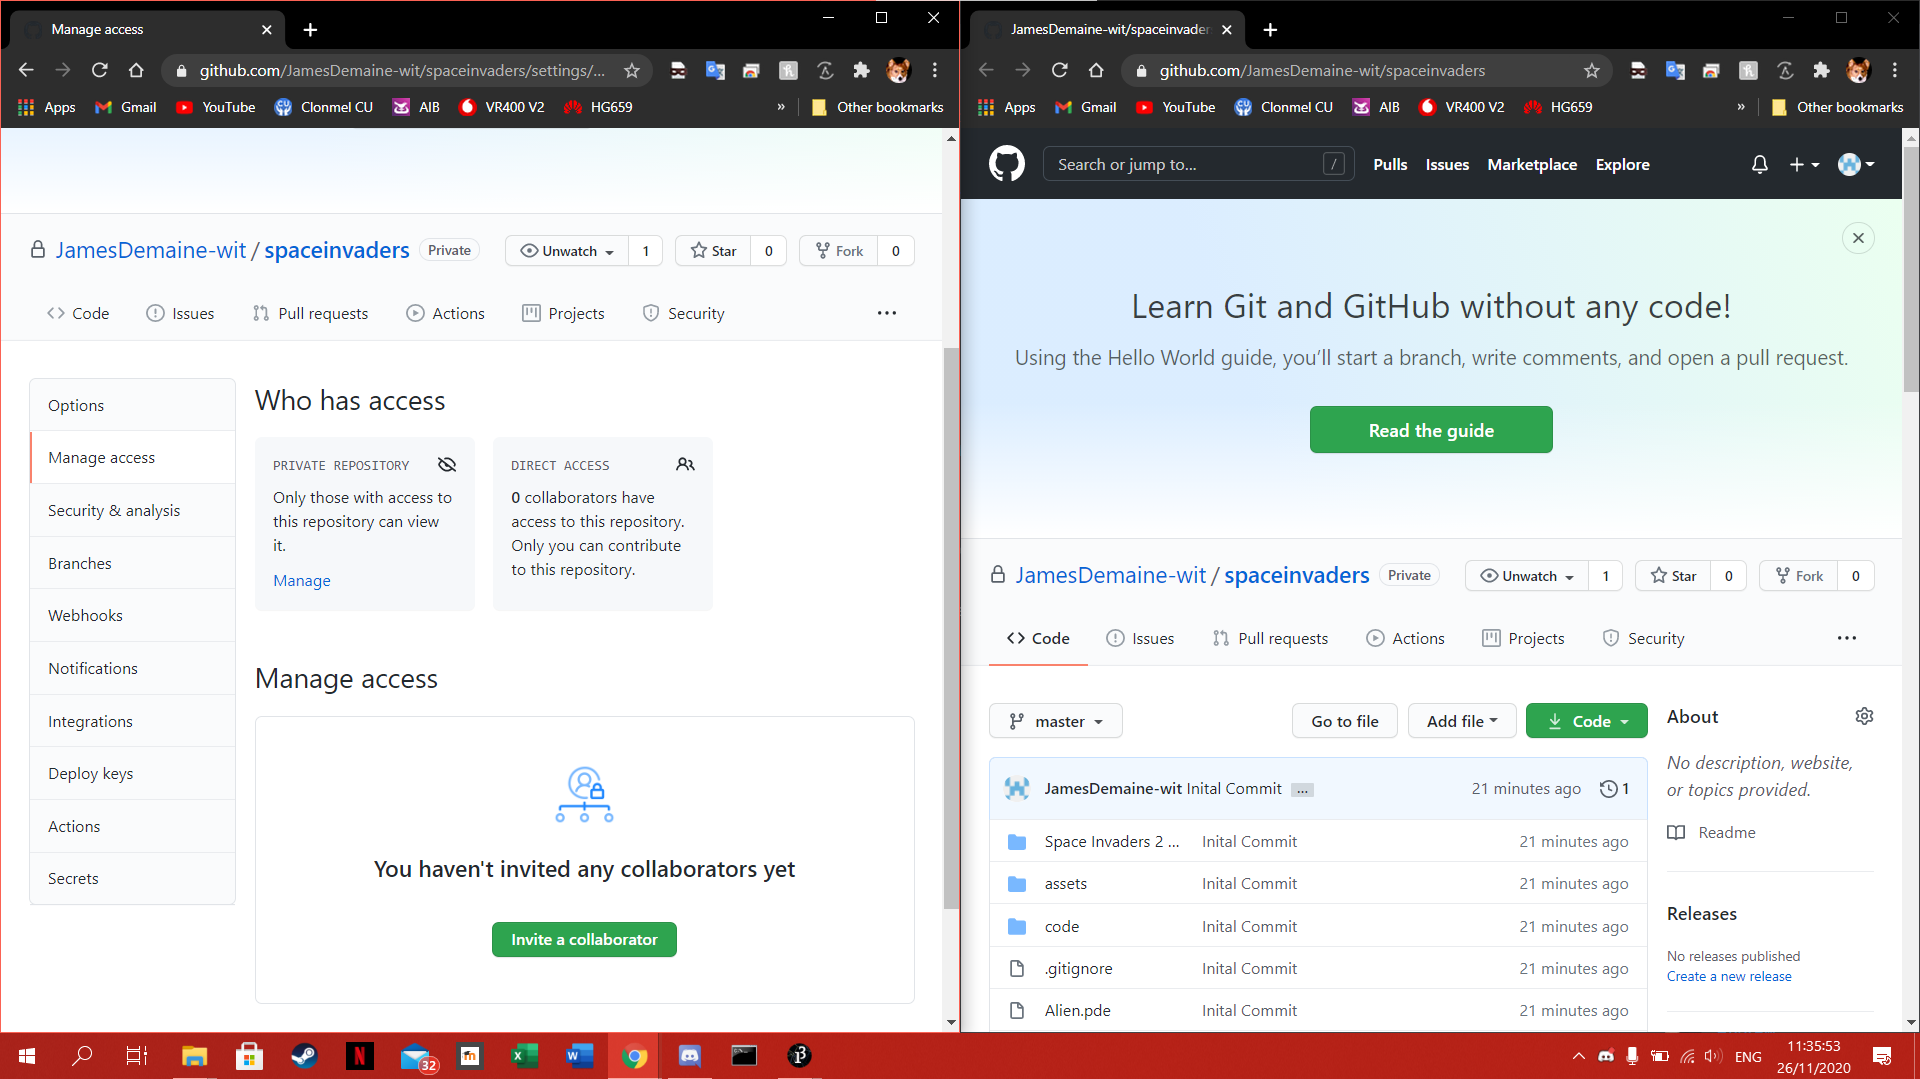 Manage access
github.com/JamesDemaine-wit/spaceinvaders/settings/...
Apps Gmail YouTube Clonmel CU AIB VR400 V2 HG659 » Other bookmarks
JamesDemaine-wit / spaceinvaders Private Unwatch 1 Star 0 Fork 0
Code Issues Pull requests Actions Projects Security ...
Options
Manage access
Security & analysis
Branches
Webhooks
Notifications
Integrations
Deploy keys
Actions
Secrets
Who has access
PRIVATE REPOSITORY
Only those with access to
this repository can view
it.
Manage
DIRECT ACCESS
0 collaborators have
access to this repository.
Only you can contribute
to this repository.
Manage access
You haven't invited any collaborators yet
Invite a collaborator
JamesDemaine-wit/spaceinvader
github.com/JamesDemaine-wit/spaceinvaders
Apps Gmail YouTube Clonmel CU AIB VR400 V2 HG659 » Other bookmarks
Search or jump to... / Pulls Issues Marketplace Explore
Learn Git and GitHub without any code!
Using the Hello World guide, you’ll start a branch, write comments, and open a pull request.
Read the guide
JamesDemaine-wit / spaceinvaders Private Unwatch 1 Star 0 Fork 0
Code Issues Pull requests Actions Projects Security ...
master Go to file Add file Code
JamesDemaine-wit Inital Commit ... 21 minutes ago 1
Space Invaders 2 ... Inital Commit 21 minutes ago
assets Inital Commit 21 minutes ago
code Inital Commit 21 minutes ago
.gitignore Inital Commit 21 minutes ago
Alien.pde Inital Commit 21 minutes ago
About
No description, website,
or topics provided.
Readme
Releases
No releases published
Create a new release
32
ENG
11:35:53
26/11/2020